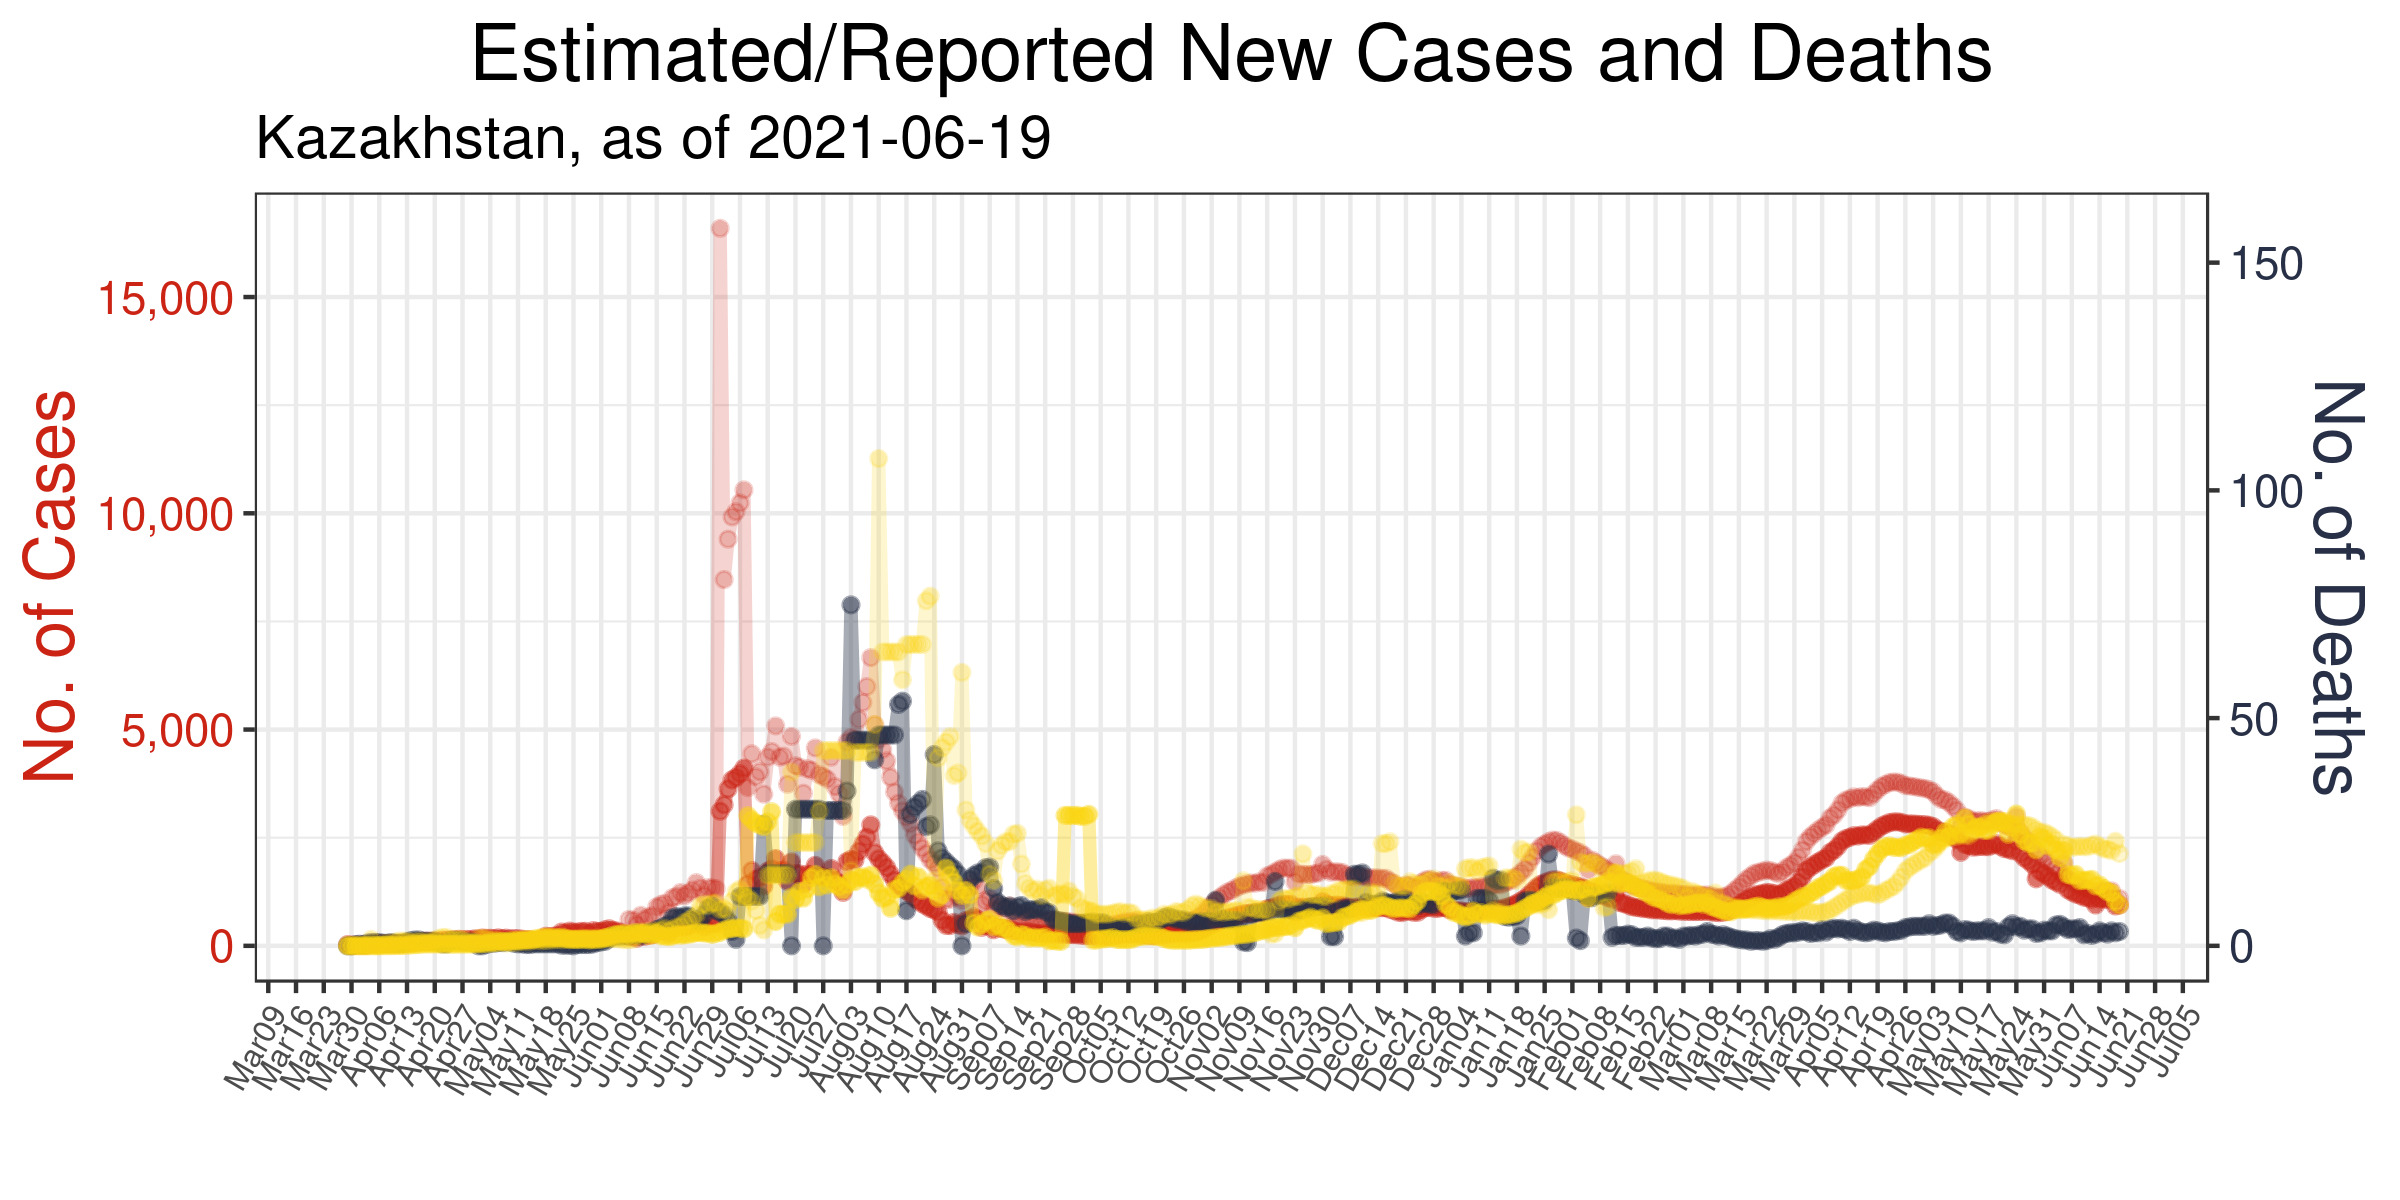 Estimated/Reported New Cases and Deaths
Kazakhstan, as of 2021-06-19
No. of Cases
15,000
10,000
5,000
0
150
100
50
0
No. of Deaths
Mar09
Mar16
Mar23
Mar30
Apr06
Apr13
Apr20
Apr27
May04
May11
May18
May25
Jun01
Jun08
Jun15
Jun22
Jun29
Jul06
Jul13
Jul20
Jul27
Aug03
Aug10
Aug17
Aug24
Aug31
Sep07
Sep14
Sep21
Sep28
Oct05
Oct12
Oct19
Oct26
Nov02
Nov09
Nov16
Nov23
Nov30
Dec07
Dec14
Dec21
Dec28
Jan04
Jan11
Jan18
Jan25
Feb01
Feb08
Feb15
Feb22
Mar01
Mar08
Mar15
Mar22
Mar29
Apr05
Apr12
Apr19
Apr26
May03
May10
May17
May24
May31
Jun07
Jun14
Jun21
Jun28
Jul05